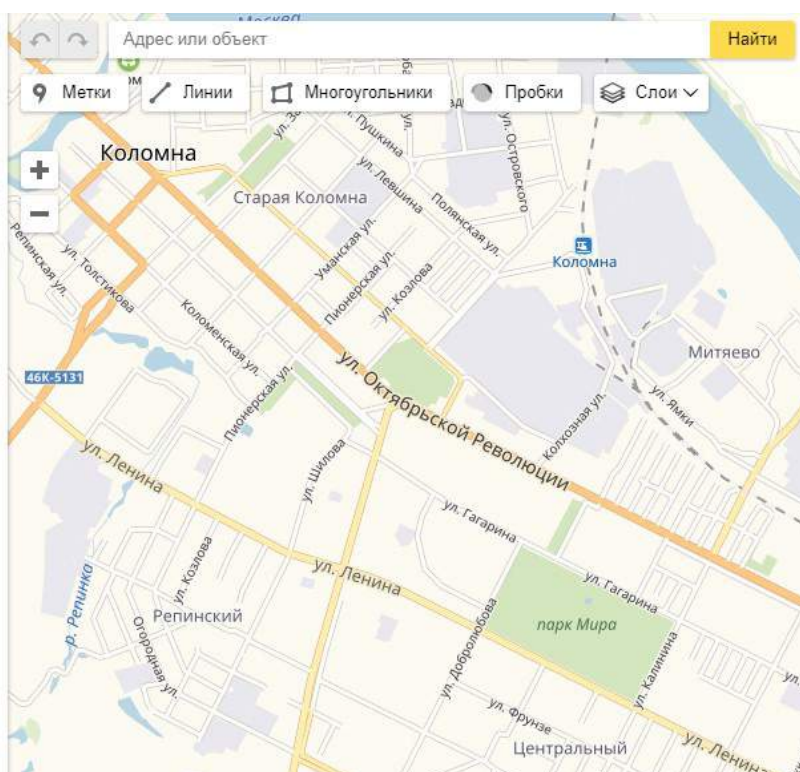 Москва
Адрес или объект
Найти
Метки
Линии
Многоугольники
Пробки
Слои
Коломна
ул. Пушкина
ул.
ул. Островского
ул. Левшина
Полянская ул.
Старая Коломна
Уманская ул.
Пионерская ул.
ул. Козлова
Коломна
Репинская ул.
ул. Толстикова
Коломенская ул.
Митяево
46К-5131
ул. Октябрьской Революции
Пионерская ул.
ул. Ямки
Колхозная ул.
ул. Ленина
ул. Шилова
ул. Гагарина
ул. Козлова
ул. Ленина
ул. Гагарина
р. Репинка
Репинский
Огородная ул.
ул. Добролюбова
парк Мира
ул. Калинина
ул.
ул. Фрунзе
Центральный
ул. Ленина